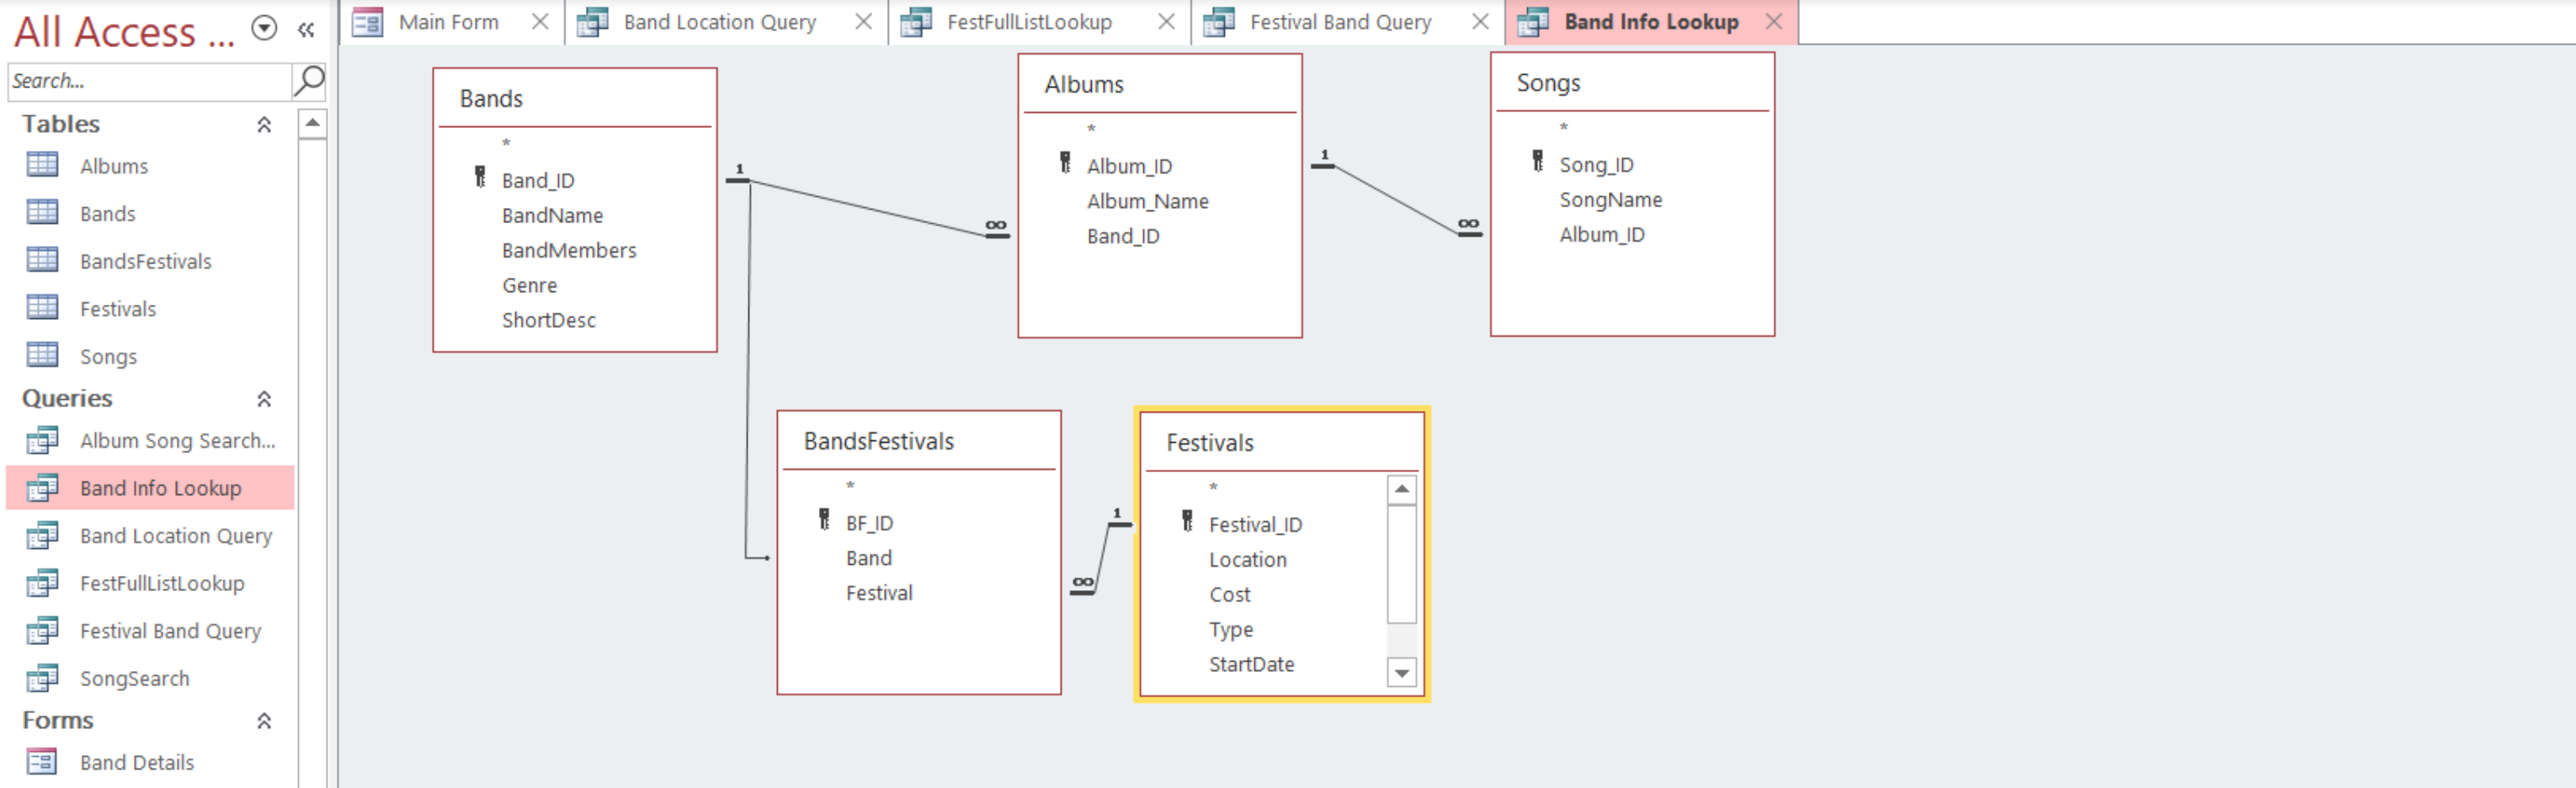 All Access ...
Search...
Tables
Albums
Bands
BandsFestivals
Festivals
Songs
Queries
Album Song Search...
Band Info Lookup
Band Location Query
FestFullListLookup
Festival Band Query
SongSearch
Forms
Band Details
Main Form
Band Location Query
FestFullListLookup
Festival Band Query
Band Info Lookup
Bands
*
Band_ID
BandName
BandMembers
Genre
ShortDesc
1
∞
Albums
*
Album_ID
Album_Name
Band_ID
1
∞
Songs
*
Song_ID
SongName
Album_ID
BandsFestivals
*
BF_ID
Band
Festival
∞
1
Festivals
*
Festival_ID
Location
Cost
Type
StartDate